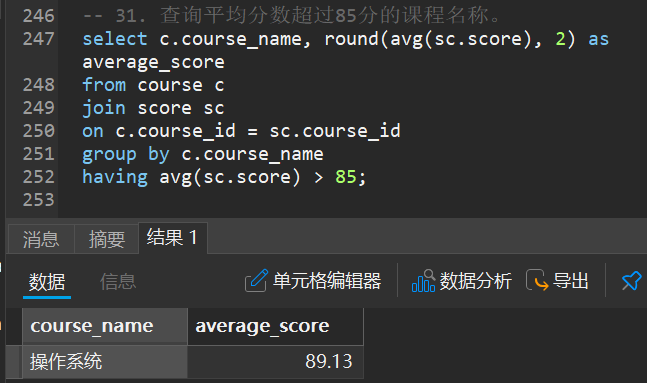 246 -- 31. 查询平均分数超过85分的课程名称。
247 select c.course_name, round(avg(sc.score), 2) as
average_score
248 from course c
249 join score sc
250 on c.course_id = sc.course_id
251 group by c.course_name
252 having avg(sc.score) > 85;
253
消息 摘要 结果 1
数据 信息 单元格编辑器 数据分析 导出
course_name average_score
操作系统 89.13